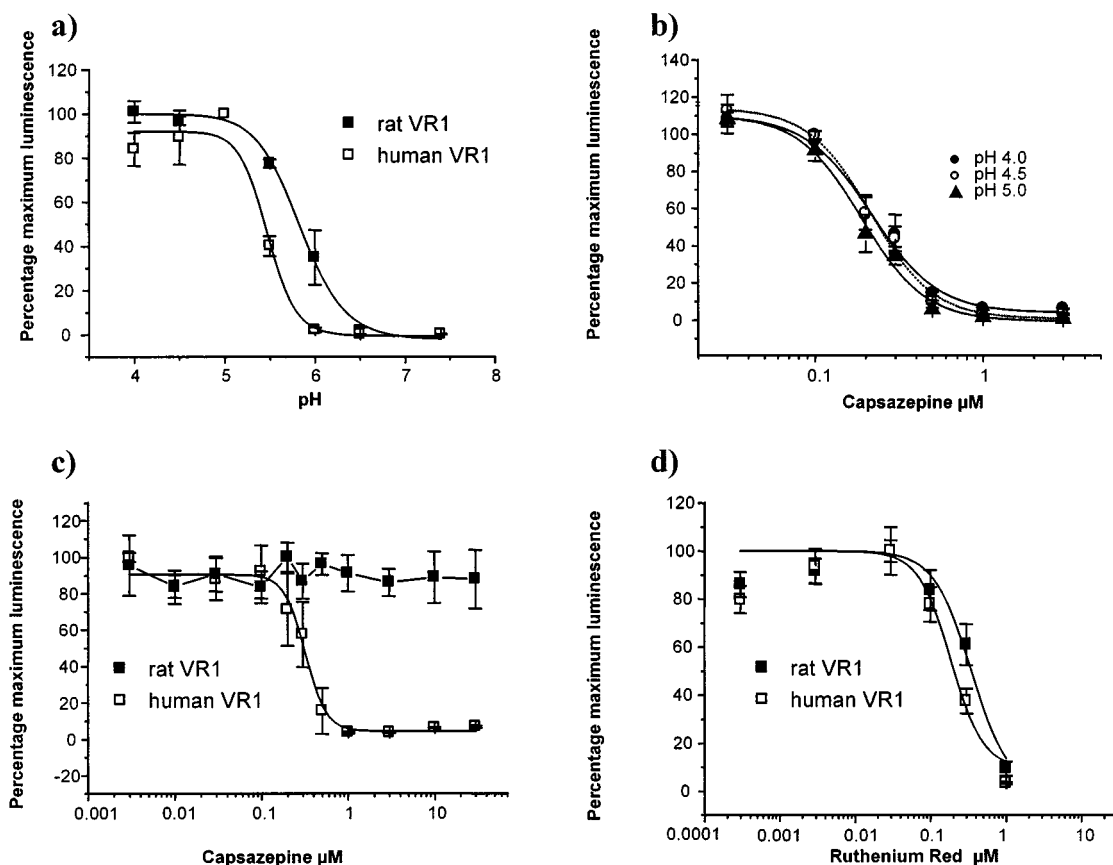 a)
Percentage maximum luminescence
120
100
80
60
40
20
0
rat VR1
human VR1
4
5
6
7
8
pH
b)
Percentage maximum luminescence
140
120
100
80
60
40
20
0
pH 4.0
pH 4.5
pH 5.0
0.1
1
Capsazepine µM
c)
Percentage maximum luminescence
120
100
80
60
40
20
0
-20
rat VR1
human VR1
0.001
0.01
0.1
1
10
Capsazepine µM
d)
Percentage maximum luminescence
120
100
80
60
40
20
0
rat VR1
human VR1
0.0001
0.001
0.01
0.1
1
10
Ruthenium Red µM